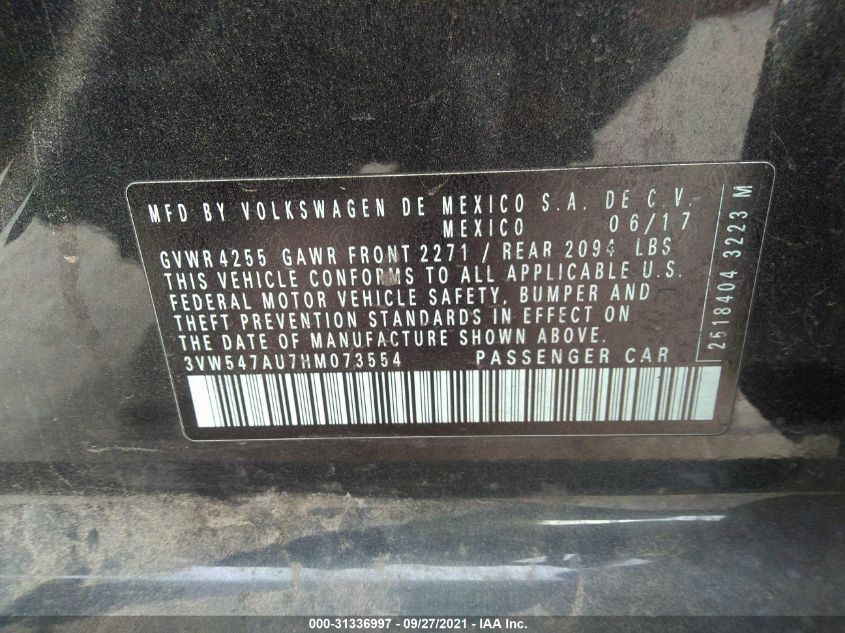 MFD BY VOLKSWAGEN DE MEXICO S.A. DE C.V.
MEXICO 06/17
GVWR 4255 GAWR FRONT 2271 / REAR 2094 LBS
THIS VEHICLE CONFORMS TO ALL APPLICABLE U.S.
FEDERAL MOTOR VEHICLE SAFETY, BUMPER AND
THEFT PREVENTION STANDARDS IN EFFECT ON
THE DATE OF MANUFACTURE SHOWN ABOVE.
3VW547AU7HM073554 PASSENGER CAR
2518404 3223 M
000-31336997 - 09/27/2021 - IAA Inc.